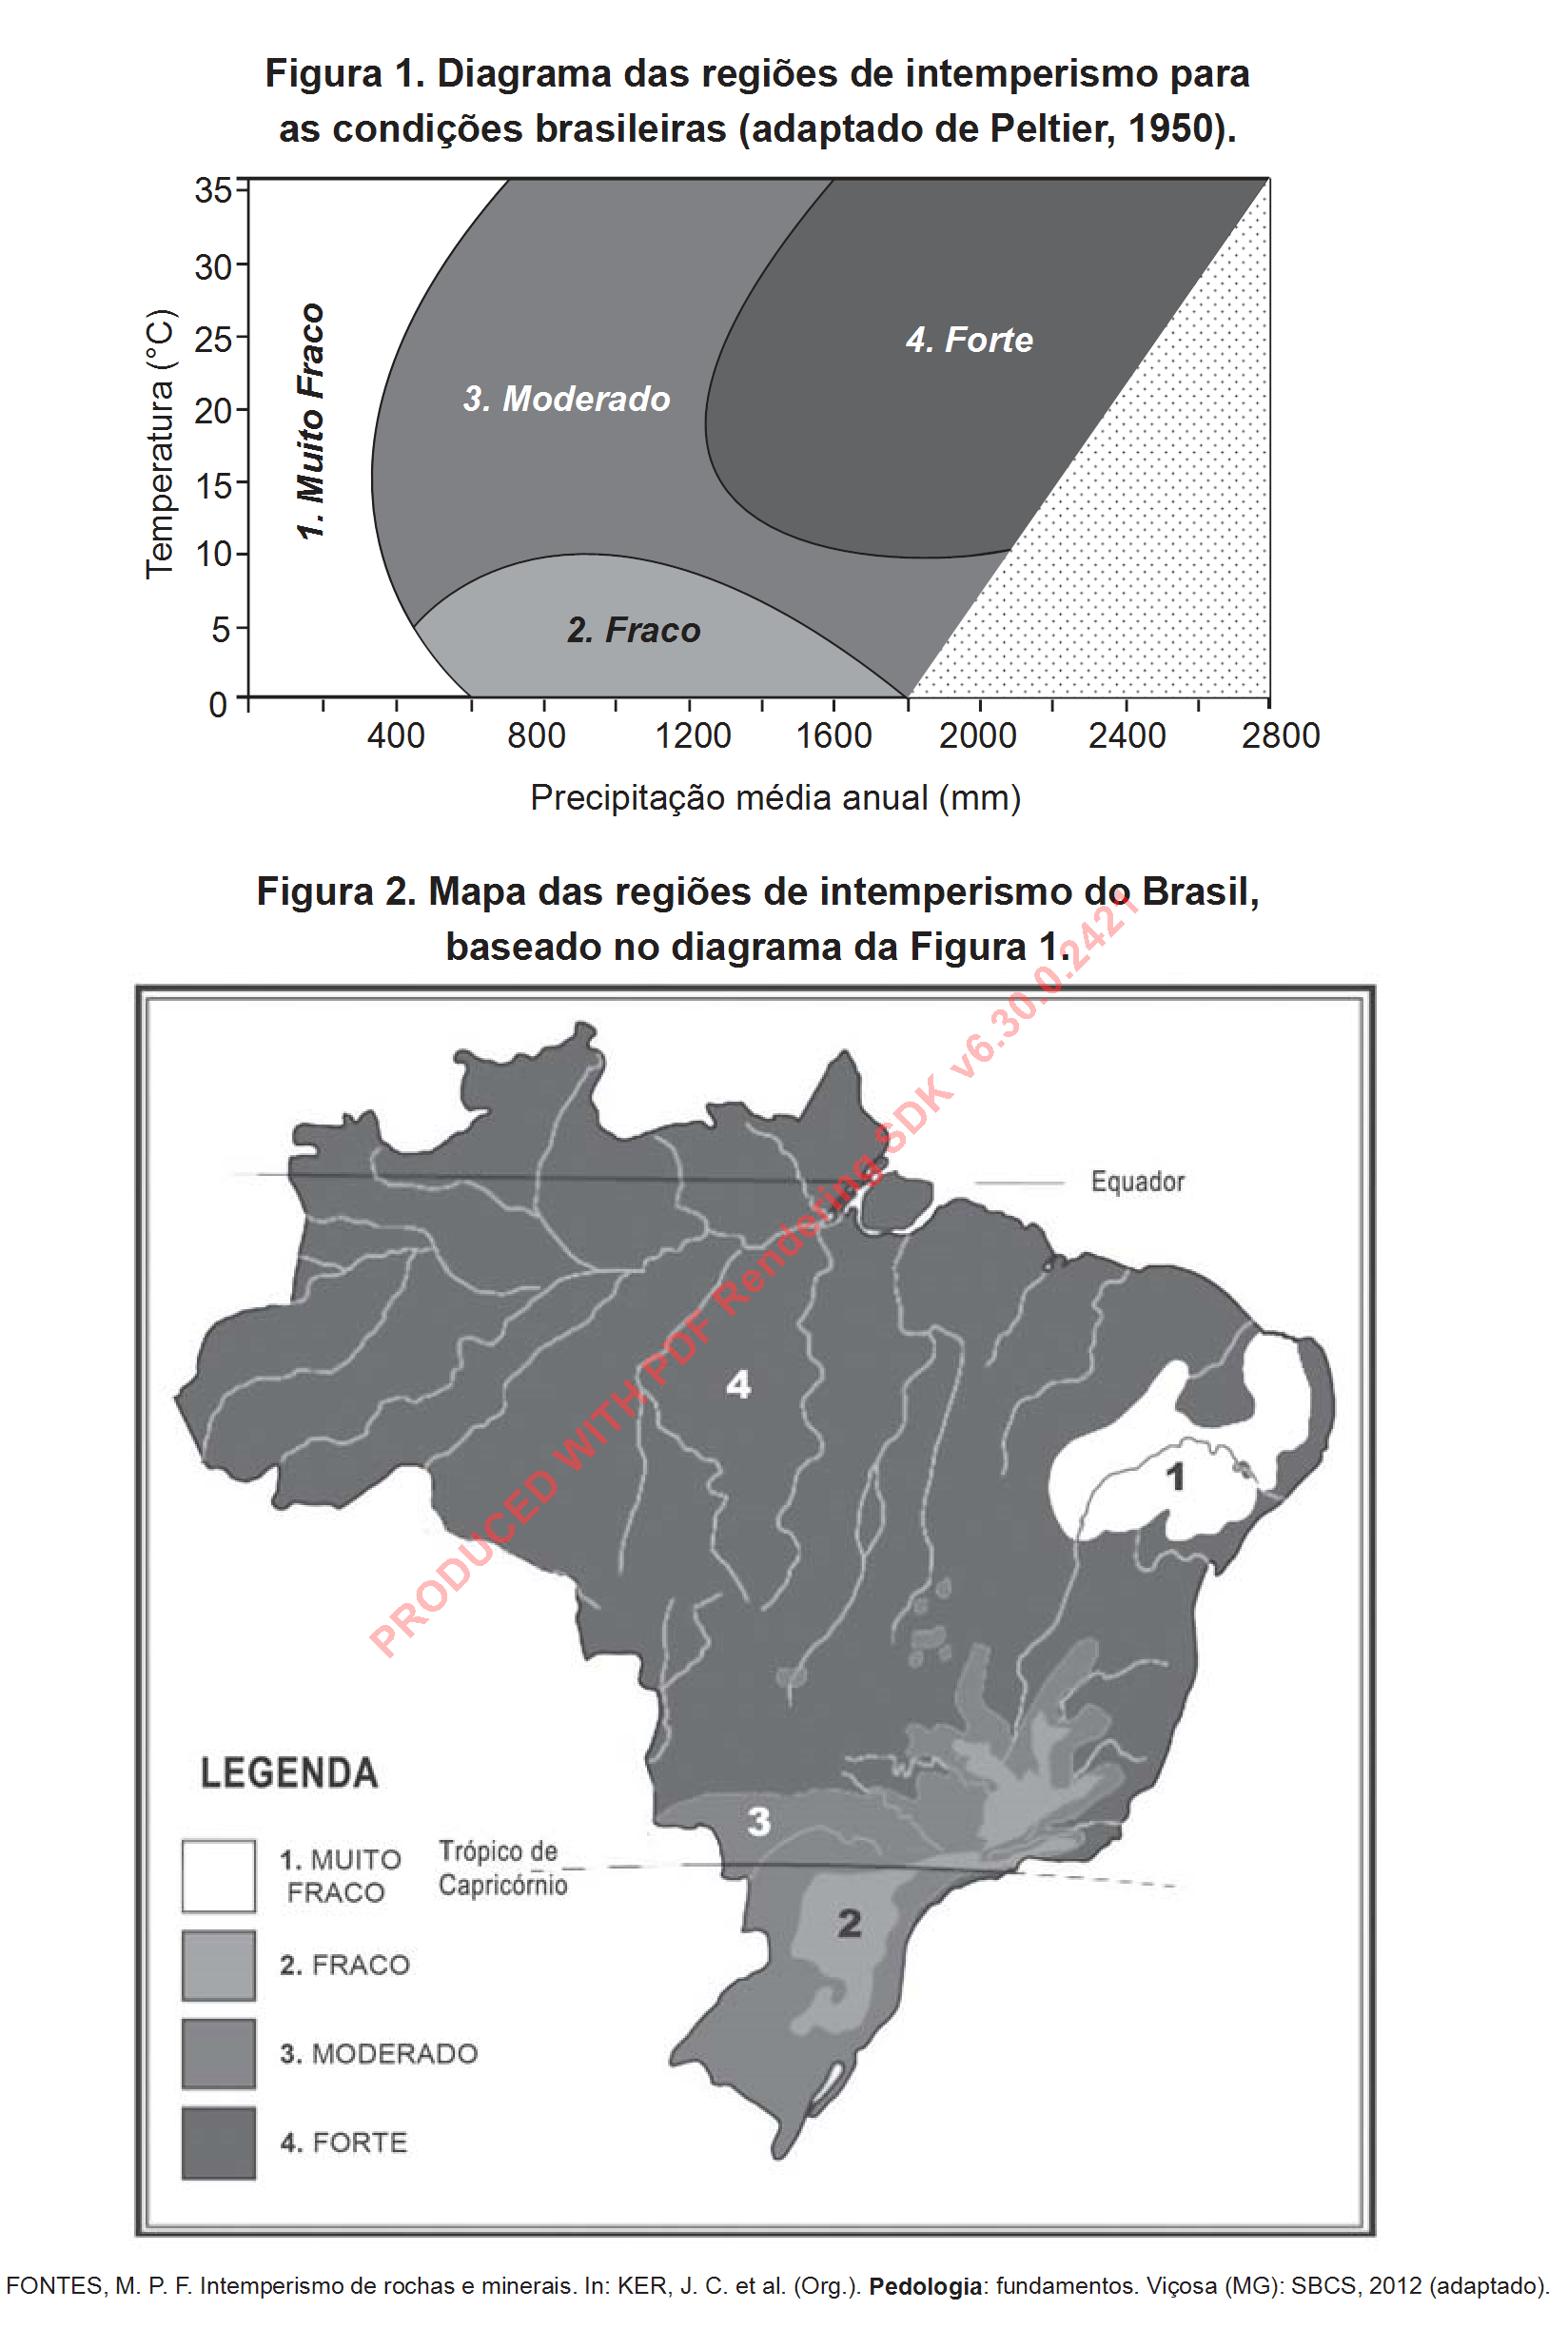 Figura 1. Diagrama das regiões de intemperismo para
as condições brasileiras (adaptado de Peltier, 1950).
35
30
25
20
15
10
5
0
Temperatura (°C)
1. Muito Fraco
3. Moderado
4. Forte
2. Fraco
400 800 1200 1600 2000 2400 2800
Precipitação média anual (mm)
Figura 2. Mapa das regiões de intemperismo do Brasil,
baseado no diagrama da Figura 1.
PRODUCED WITH PDF Rendering SDK v6.30.0.2421
Equador
4
1
3
2
Trópico de
Capricórnio
LEGENDA
1. MUITO
FRACO
2. FRACO
3. MODERADO
4. FORTE
FONTES, M. P. F. Intemperismo de rochas e minerais. In: KER, J. C. et al. (Org.). Pedologia: fundamentos. Viçosa (MG): SBCS, 2012 (adaptado).